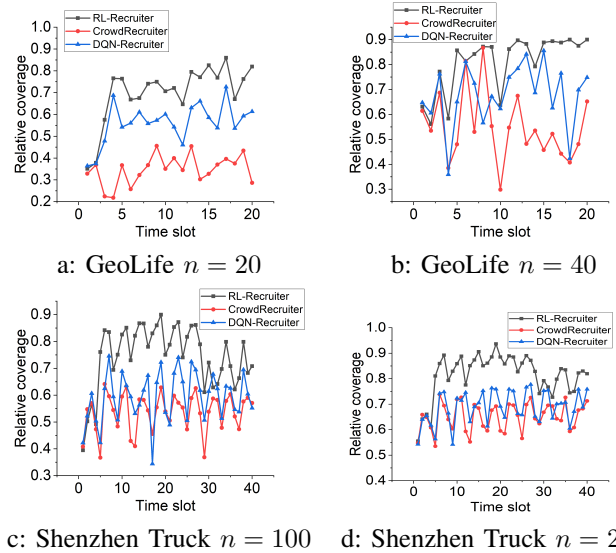 RL-Recruiter
CrowdRecruiter
DQN-Recruiter
Relative coverage
1.0
0.9
0.8
0.7
0.6
0.5
0.4
0.3
0.2
0 5 10 15 20
Time slot
a: GeoLife n = 20
RL-Recruiter
CrowdRecruiter
DQN-Recruiter
Relative coverage
0.9
0.8
0.7
0.6
0.5
0.4
0.3
0 5 10 15 20
Time slot
b: GeoLife n = 40
RL-Recruiter
CrowdRecruiter
DQN-Recruiter
Relative coverage
1.0
0.9
0.8
0.7
0.6
0.5
0.4
0.3
0 10 20 30 40
Time slot
c: Shenzhen Truck n = 100
RL-Recruiter
CrowdRecruiter
DQN-Recruiter
Relative coverage
1.0
0.9
0.8
0.7
0.6
0.5
0.4
0 10 20 30 40
Time slot
d: Shenzhen Truck n = 2